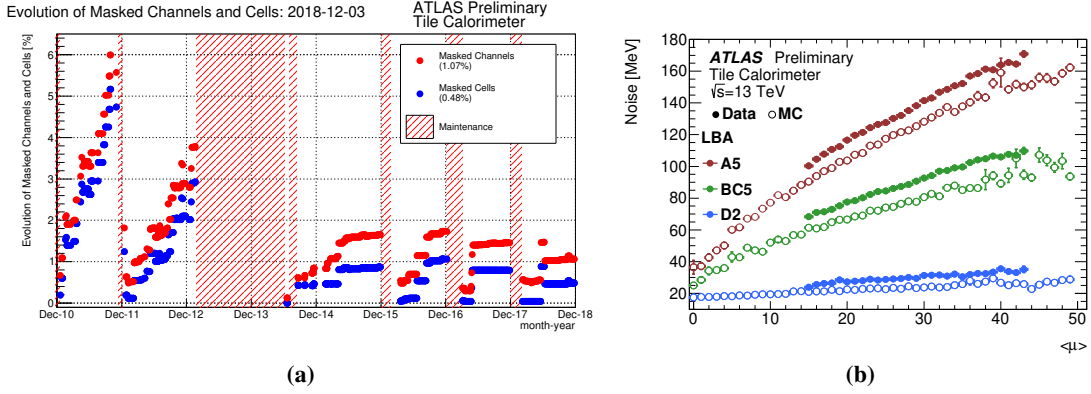 Evolution of Masked Channels and Cells: 2018-12-03
ATLAS Preliminary
Tile Calorimeter
Evolution of Masked Channels and Cells [%]
6
5
4
3
2
1
0
Masked Channels
(1.07%)
Masked Cells
(0.48%)
Maintenance
Dec-10 Dec-11 Dec-12 Dec-13 Dec-14 Dec-15 Dec-16 Dec-17 Dec-18
month-year
(a)
Noise [MeV]
180
160
140
120
100
80
60
40
20
ATLAS Preliminary
Tile Calorimeter
√s=13 TeV
Data MC
LBA
A5
BC5
D2
0 10 20 30 40 50
<μ>
(b)